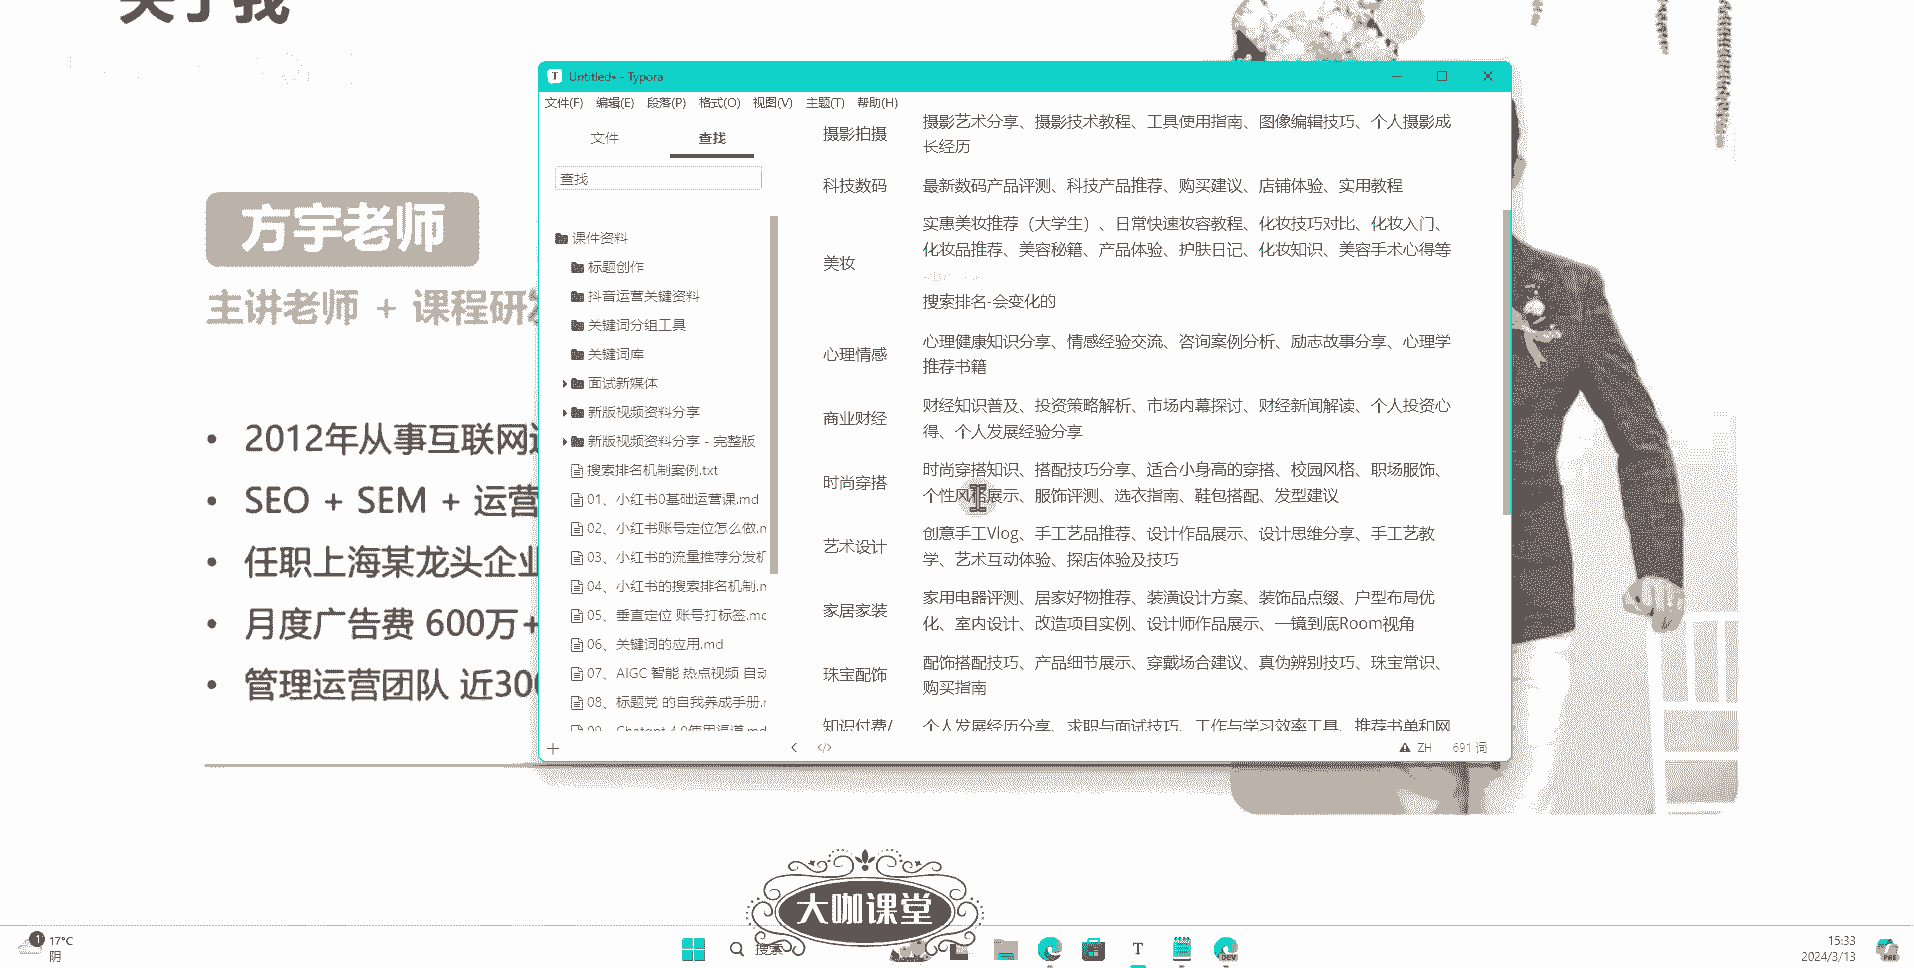 关于我
方宇老师
主讲老师 + 课程研发
2012年从事互联网
SEO + SEM + 运营
任职上海某龙头企业
月度广告费 600万+
管理运营团队 近300
Untitled• - Typora
文件(F) 编辑(E) 段落(P) 格式(O) 视图(V) 主题(T) 帮助(H)
文件 查找
查找
课件资料
标题创作
抖音运营关键资料
关键词分组工具
关键词库
面试新媒体
新版视频资料分享
新版视频资料分享 - 完整版
搜索排名机制案例.txt
01、小红书0基础运营课.md
02、小红书账号定位怎么做.m
03、小红书的流量推荐分发机
04、小红书的搜索排名机制.m
05、垂直定位 账号打标签.mc
06、关键词的应用.md
07、AIGC 智能 热点视频 自动
08、标题党 的自我养成手册.m
09、Chatgpt 4.0使用渠道.md
摄影拍摄
摄影艺术分享、摄影技术教程、工具使用指南、图像编辑技巧、个人摄影成
长经历
科技数码
最新数码产品评测、科技产品推荐、购买建议、店铺体验、实用教程
美妆
实惠美妆推荐（大学生）、日常快速妆容教程、化妆技巧对比、化妆入门、
化妆品推荐、美容秘籍、产品体验、护肤日记、化妆知识、美容手术心得等
搜索排名-会变化的
心理情感
心理健康知识分享、情感经验交流、咨询案例分析、励志故事分享、心理学
推荐书籍
商业财经
财经知识普及、投资策略解析、市场内幕探讨、财经新闻解读、个人投资心
得、个人发展经验分享
时尚穿搭
时尚穿搭知识、搭配技巧分享、适合小身高的穿搭、校园风格、职场服饰、
个性风格展示、服饰评测、选衣指南、鞋包搭配、发型建议
艺术设计
创意手工Vlog、手工艺品推荐、设计作品展示、设计思维分享、手工艺教
学、艺术互动体验、探店体验及技巧
家居家装
家用电器评测、居家好物推荐、装潢设计方案、装饰品点缀、户型布局优
化、室内设计、改造项目实例、设计师作品展示、一镜到底Room视角
珠宝配饰
配饰搭配技巧、产品细节展示、穿戴场合建议、真伪辨别技巧、珠宝常识、
购买指南
知识付费/
个人发展经历分享、求职与面试技巧、工作与学习效率工具、推荐书单和网
ZH 691 词
大咖课堂
1 17°C
阴
搜索
T
DEV
15:33
2024/3/13
PRE